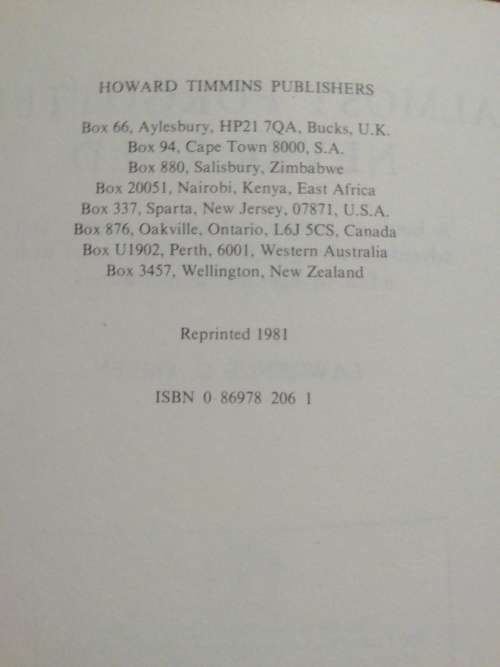 HOWARD TIMMINS PUBLISHERS
Box 66, Aylesbury, HP21 7QA, Bucks, U.K.
Box 94, Cape Town 8000, S.A.
Box 880, Salisbury, Zimbabwe
Box 20051, Nairobi, Kenya, East Africa
Box 337, Sparta, New Jersey, 07871, U.S.A.
Box 876, Oakville, Ontario, L6J 5CS, Canada
Box U1902, Perth, 6001, Western Australia
Box 3457, Wellington, New Zealand
Reprinted 1981
ISBN 0 86978 206 1